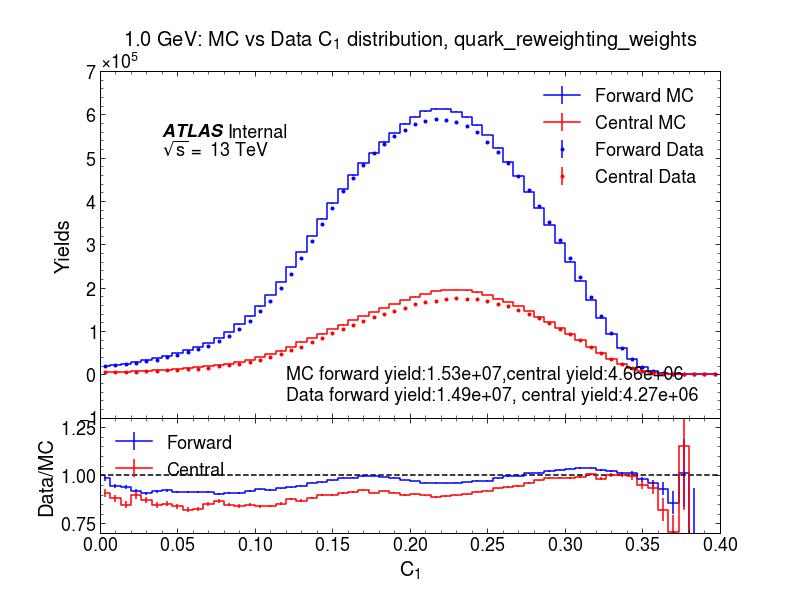 1.0 GeV: MC vs Data C₁ distribution, quark_reweighting_weights
×10⁵
7
6
5
4
3
2
1
0
−1
Yields
ATLAS Internal
√s = 13 TeV
Forward MC
Central MC
Forward Data
Central Data
MC forward yield:1.53e+07,central yield:4.66e+06
Data forward yield:1.49e+07, central yield:4.27e+06
1.25
1.00
0.75
Data/MC
Forward
Central
0.00 0.05 0.10 0.15 0.20 0.25 0.30 0.35 0.40
C₁